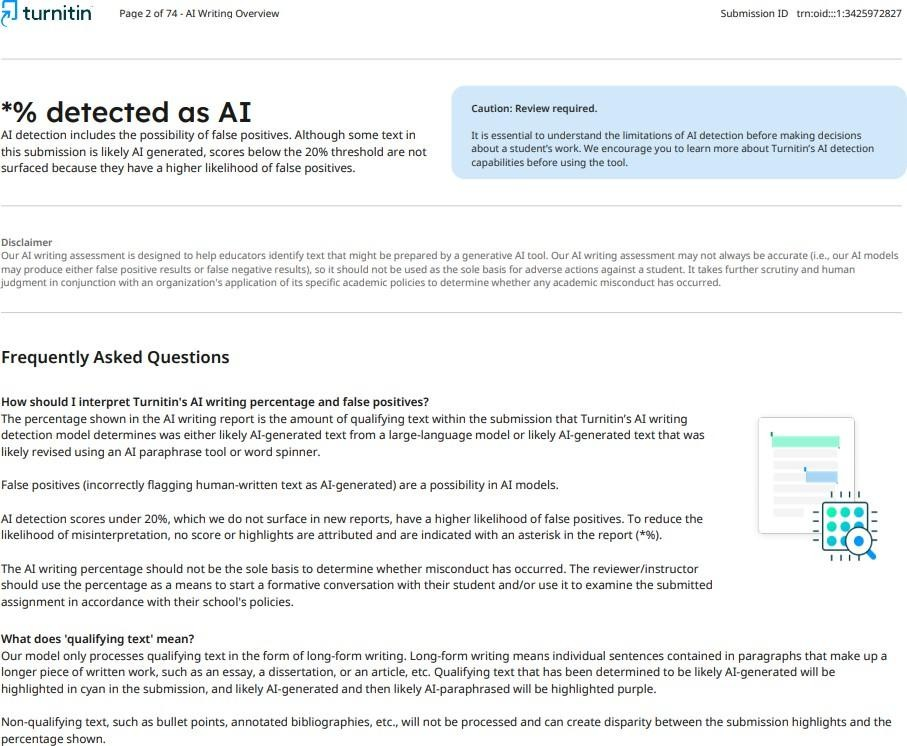 turnitin Page 2 of 74 - AI Writing Overview Submission ID trn:oid:::1:3425972827
*% detected as AI
AI detection includes the possibility of false positives. Although some text in
this submission is likely AI generated, scores below the 20% threshold are not
surfaced because they have a higher likelihood of false positives.
Caution: Review required.
It is essential to understand the limitations of AI detection before making decisions
about a student's work. We encourage you to learn more about Turnitin's AI detection
capabilities before using the tool.
Disclaimer
Our AI writing assessment is designed to help educators identify text that might be prepared by a generative AI tool. Our AI writing assessment may not always be accurate (i.e., our AI models
may produce either false positive results or false negative results), so it should not be used as the sole basis for adverse actions against a student. It takes further scrutiny and human
judgment in conjunction with an organization's application of its specific academic policies to determine whether any academic misconduct has occurred.
Frequently Asked Questions
How should I interpret Turnitin's AI writing percentage and false positives?
The percentage shown in the AI writing report is the amount of qualifying text within the submission that Turnitin's AI writing
detection model determines was either likely AI-generated text from a large-language model or likely AI-generated text that was
likely revised using an AI paraphrase tool or word spinner.
False positives (incorrectly flagging human-written text as AI-generated) are a possibility in AI models.
AI detection scores under 20%, which we do not surface in new reports, have a higher likelihood of false positives. To reduce the
likelihood of misinterpretation, no score or highlights are attributed and are indicated with an asterisk in the report (*%).
The AI writing percentage should not be the sole basis to determine whether misconduct has occurred. The reviewer/instructor
should use the percentage as a means to start a formative conversation with their student and/or use it to examine the submitted
assignment in accordance with their school's policies.
What does 'qualifying text' mean?
Our model only processes qualifying text in the form of long-form writing. Long-form writing means individual sentences contained in paragraphs that make up a
longer piece of written work, such as an essay, a dissertation, or an article, etc. Qualifying text that has been determined to be likely AI-generated will be
highlighted in cyan in the submission, and likely AI-generated and then likely AI-paraphrased will be highlighted purple.
Non-qualifying text, such as bullet points, annotated bibliographies, etc., will not be processed and can create disparity between the submission highlights and the
percentage shown.